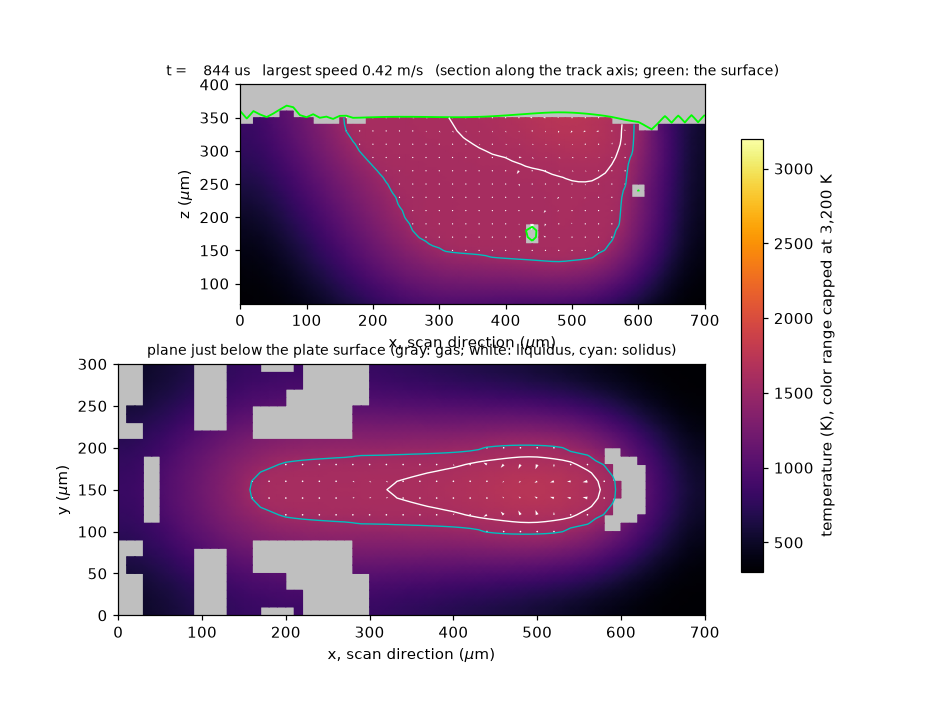 t =    844 us   largest speed 0.42 m/s   (section along the track axis; green: the surface)
400
350
300
250
200
150
100
z (μm)
0 100 200 300 400 500 600 700
x, scan direction (μm)
plane just below the plate surface (gray: gas; white: liquidus, cyan: solidus)
300
250
200
150
100
50
0
y (μm)
0 100 200 300 400 500 600 700
x, scan direction (μm)
3000
2500
2000
1500
1000
500
temperature (K), color range capped at 3,200 K